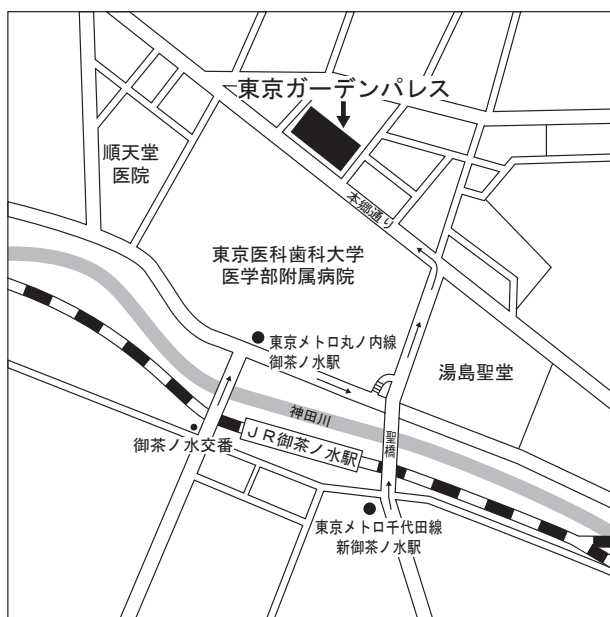 東京ガーデンパレス
順天堂
医院
本郷通り
東京医科歯科大学
医学部附属病院
東京メトロ丸ノ内線
御茶ノ水駅
湯島聖堂
神田川
聖橋
御茶ノ水交番
JR御茶ノ水駅
東京メトロ千代田線
新御茶ノ水駅